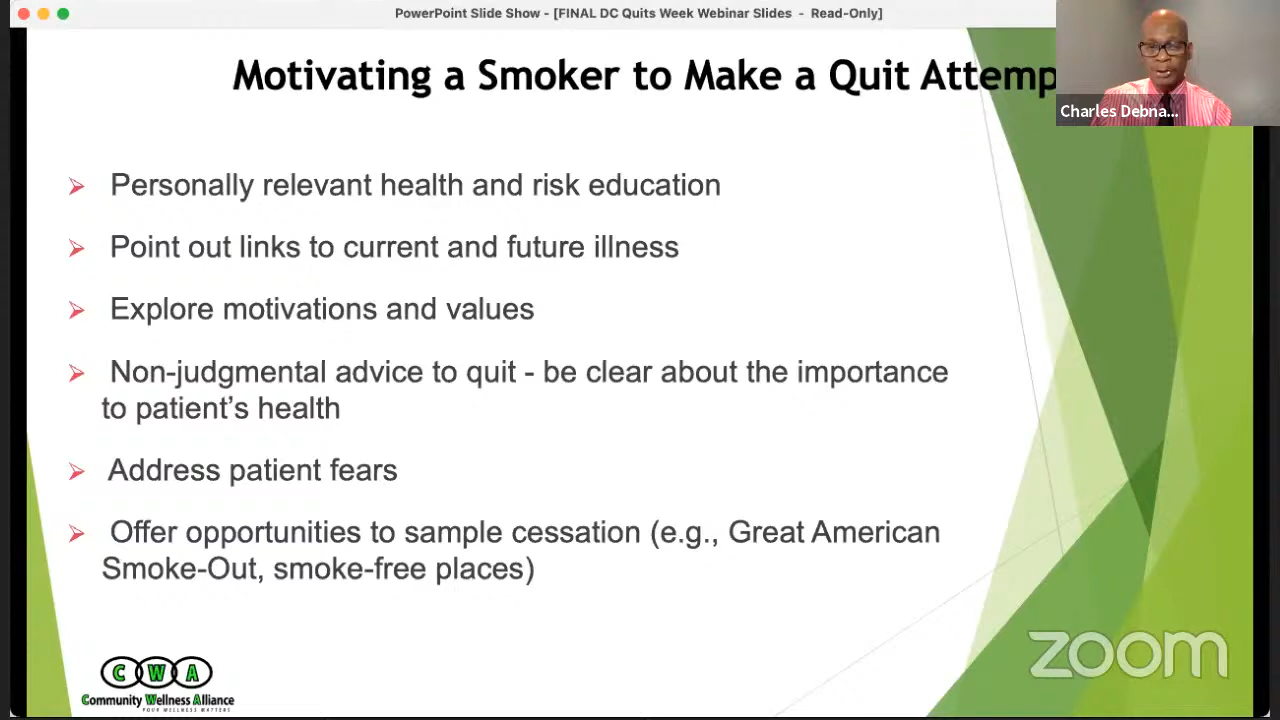 PowerPoint Slide Show - [FINAL DC Quits Week Webinar Slides - Read-Only]
Motivating a Smoker to Make a Quit Attemp
Charles Debna...
➢ Personally relevant health and risk education
➢ Point out links to current and future illness
➢ Explore motivations and values
➢ Non-judgmental advice to quit - be clear about the importance
to patient's health
➢ Address patient fears
➢ Offer opportunities to sample cessation (e.g., Great American
Smoke-Out, smoke-free places)
zoom
C W A
Community Wellness Alliance
YOUR WELLNESS MATTERS